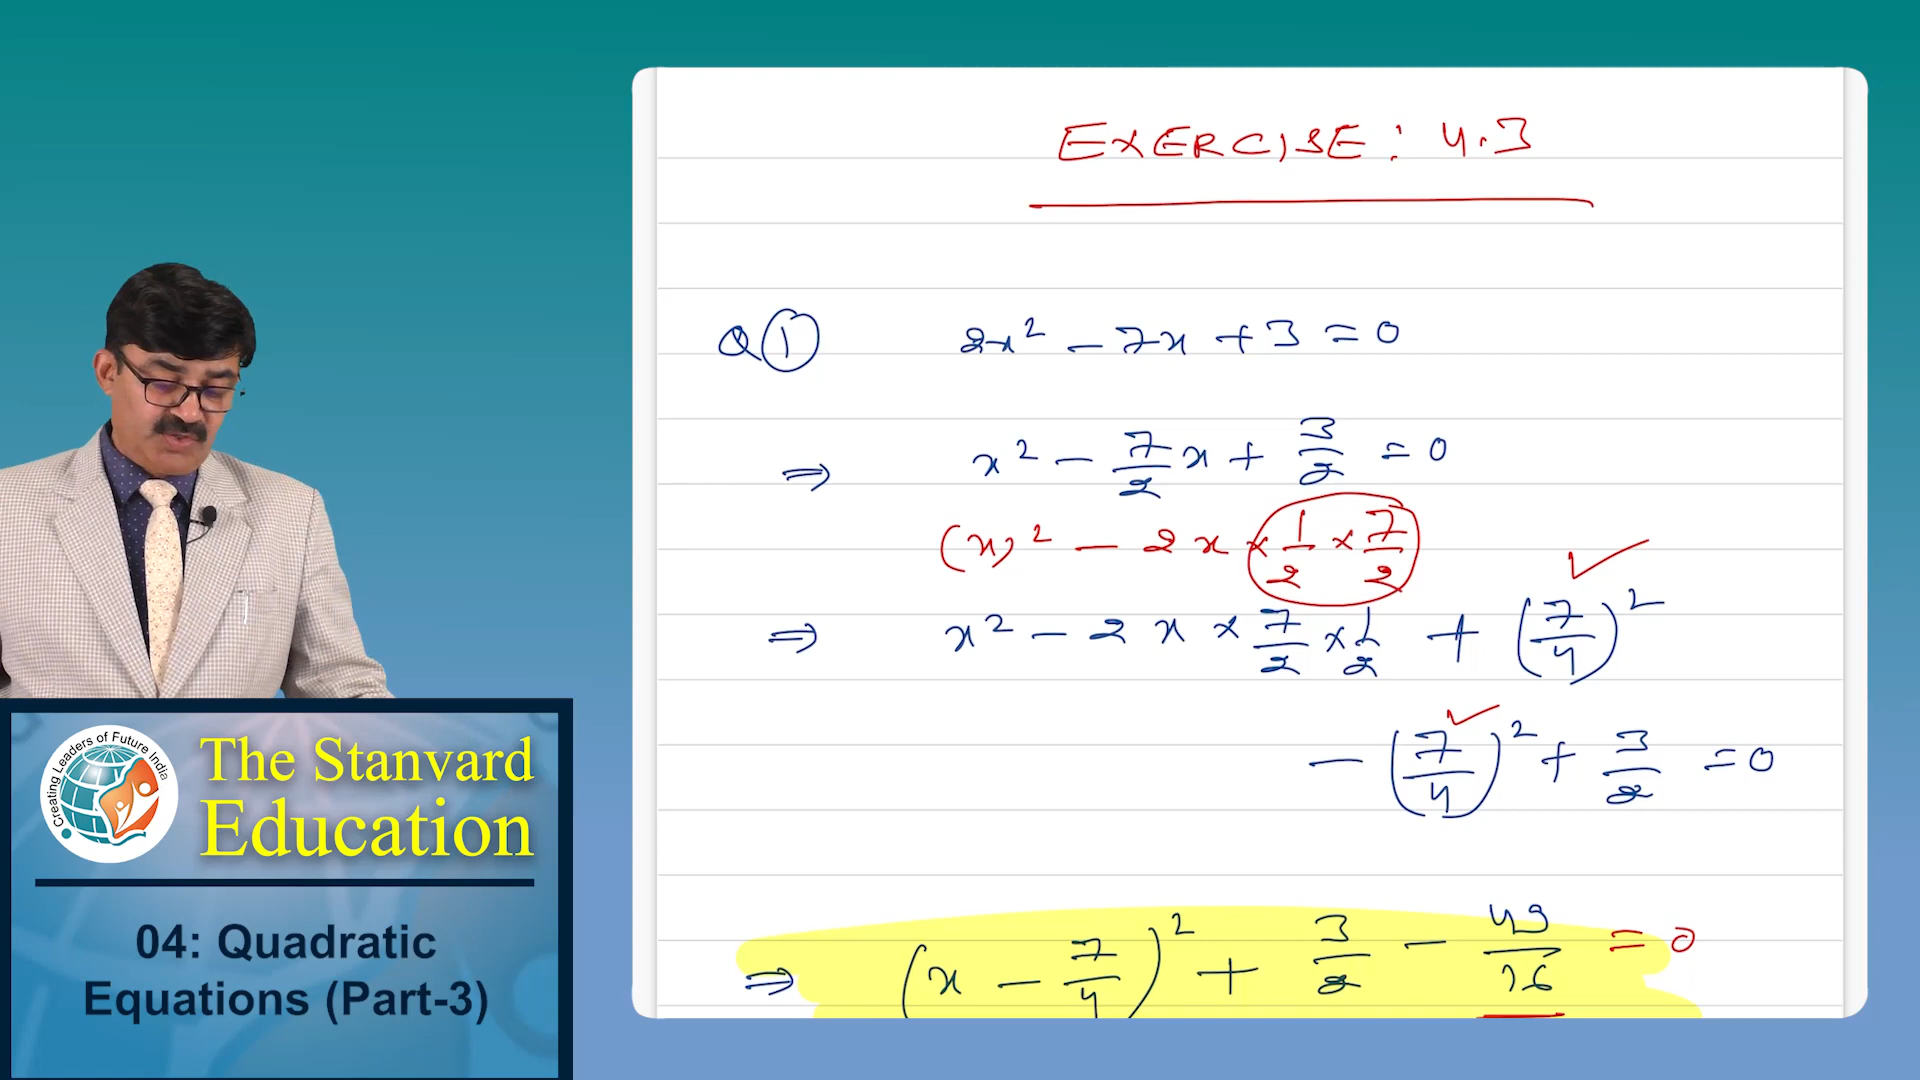 EXERCISE: 4.3
Q ① 2x² - 7x + 3 = 0
⇒ x² - 7/2 x + 3/2 = 0
(x)² - 2x × 1/2 × 7/2
⇒ x² - 2x × 7/2 × 1/2 + (7/4)²
- (7/4)² + 3/2 = 0
⇒ (x - 7/4)² + 3/2 - 49/16 = 0
Creating Leaders of Future India
The Stanvard
Education
04: Quadratic
Equations (Part-3)